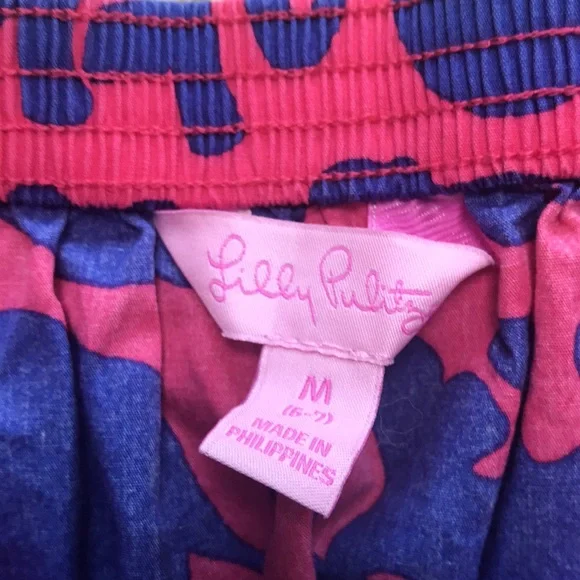 Lilly Pulitzer
M
(6-7)
MADE IN
PHILIPPINES